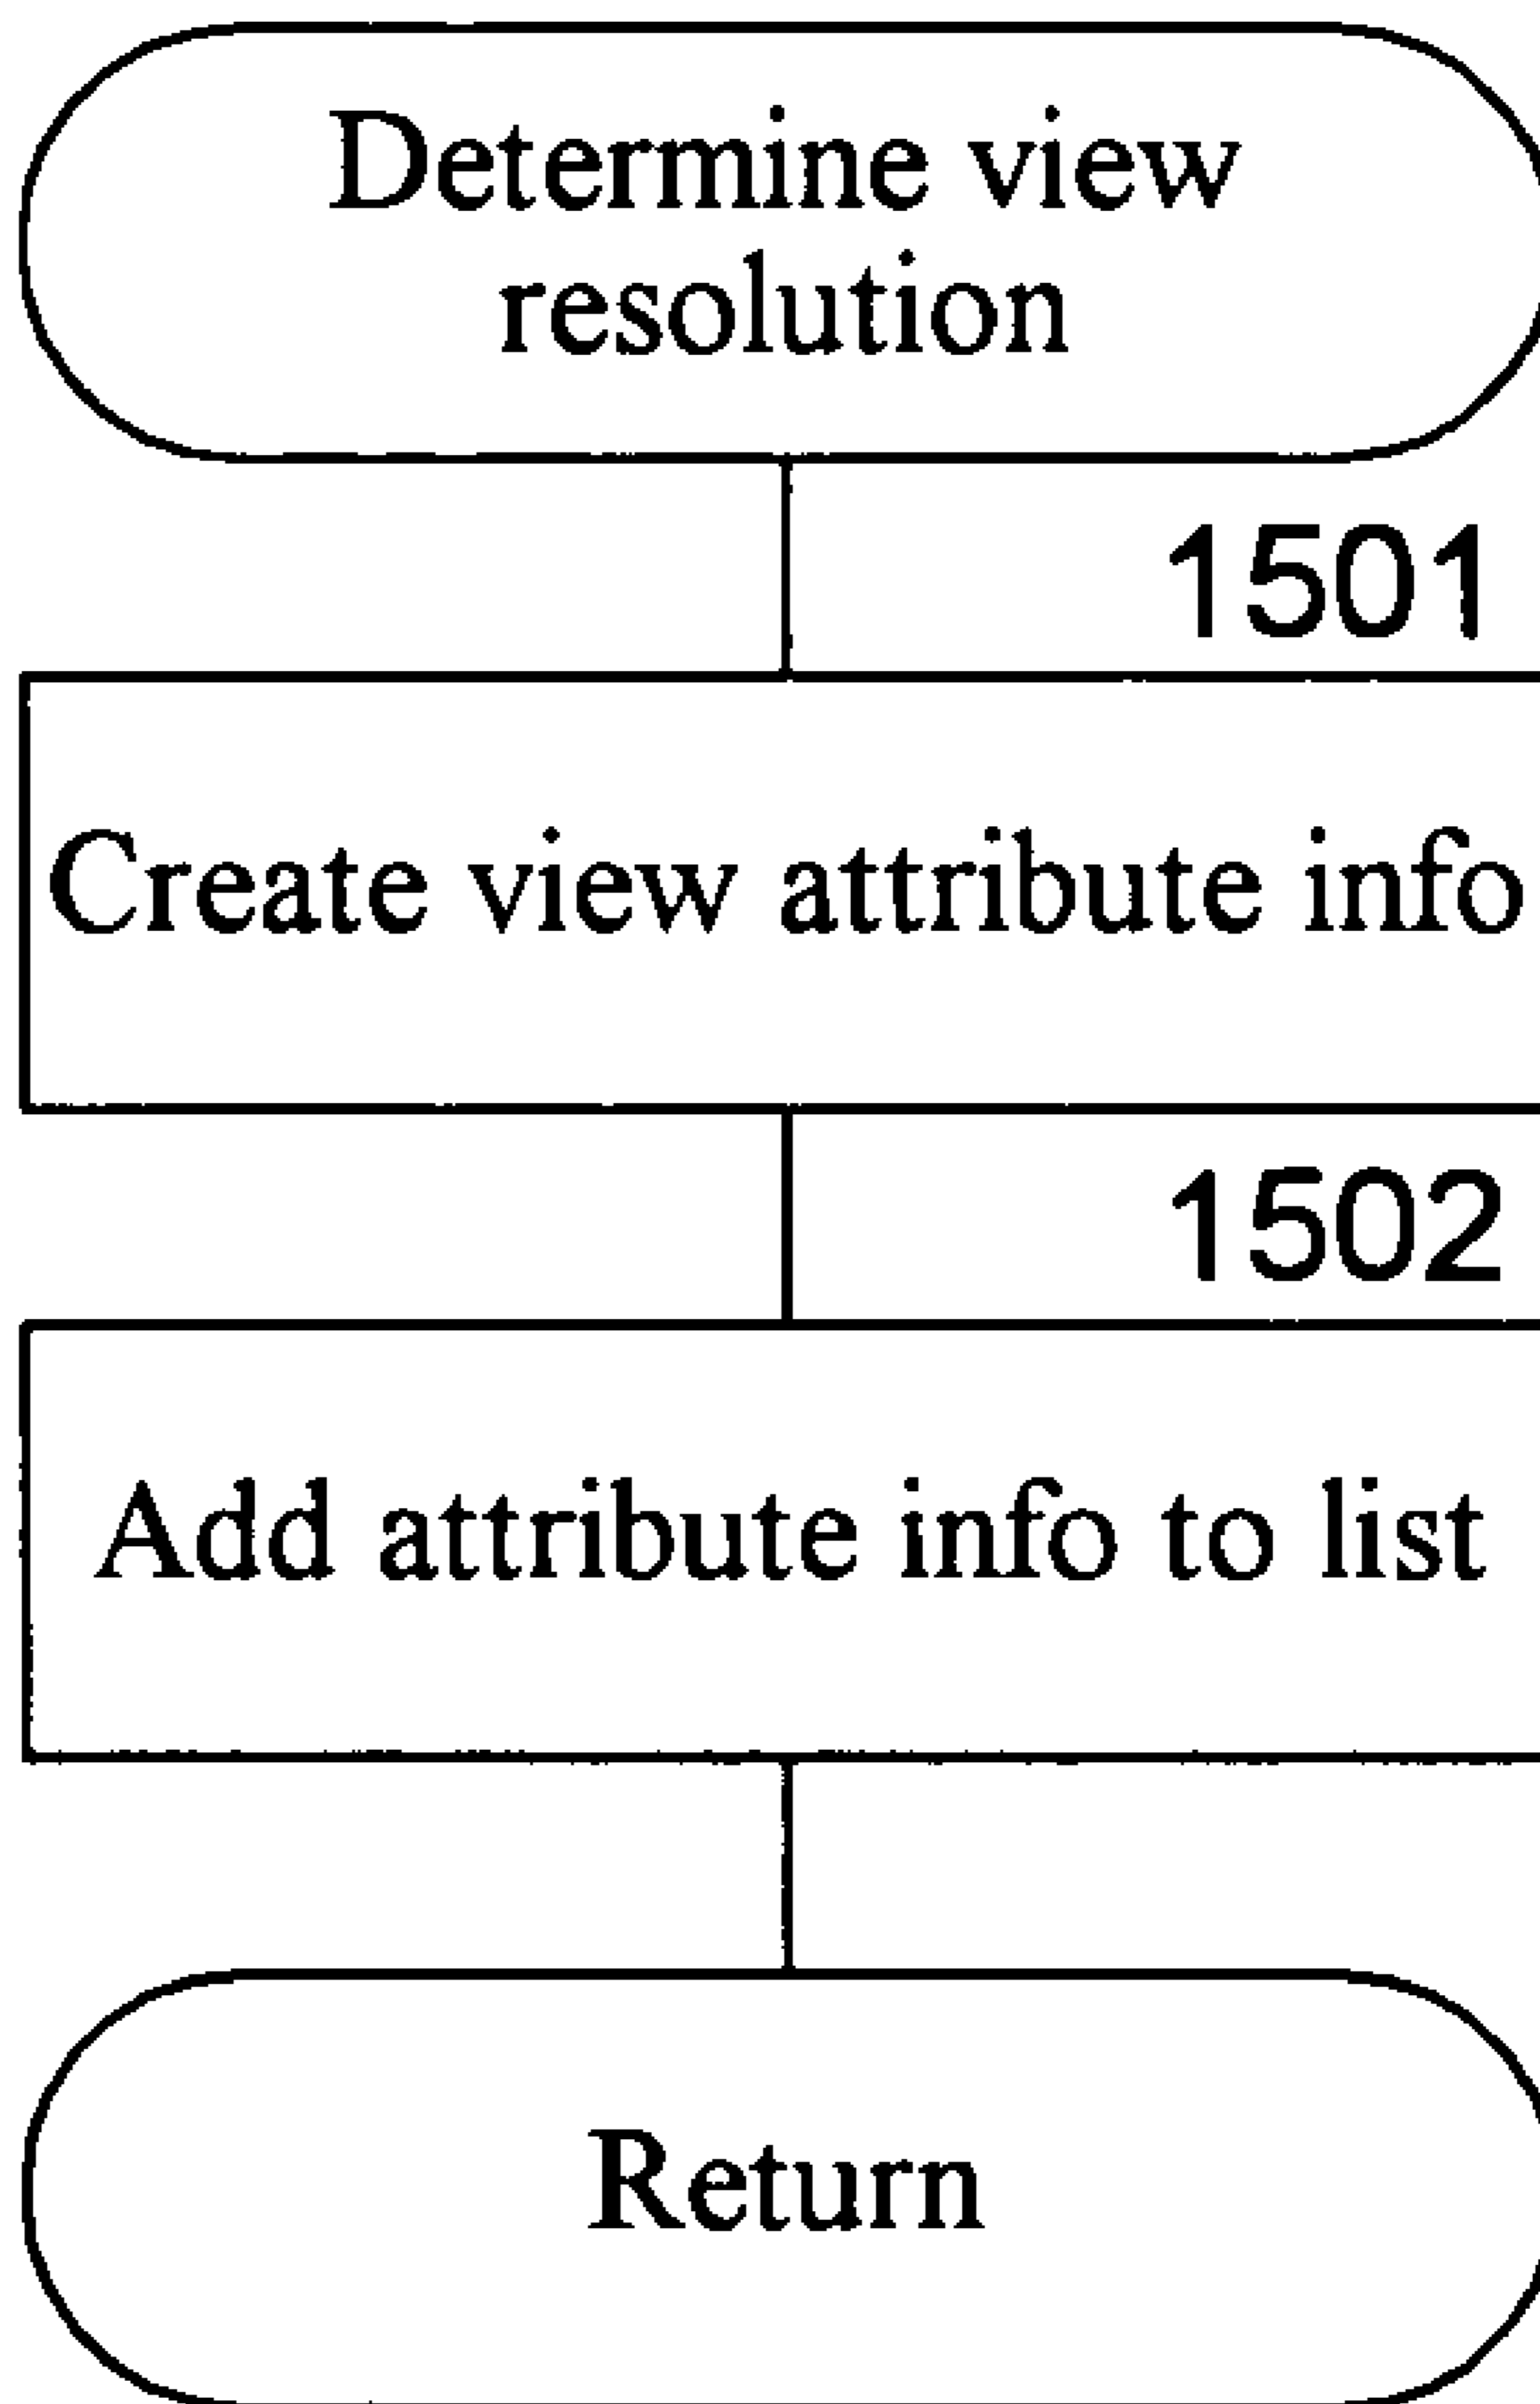 Determine view
resolution
1501
Create view attribute info
1502
Add attribute info to list
Return